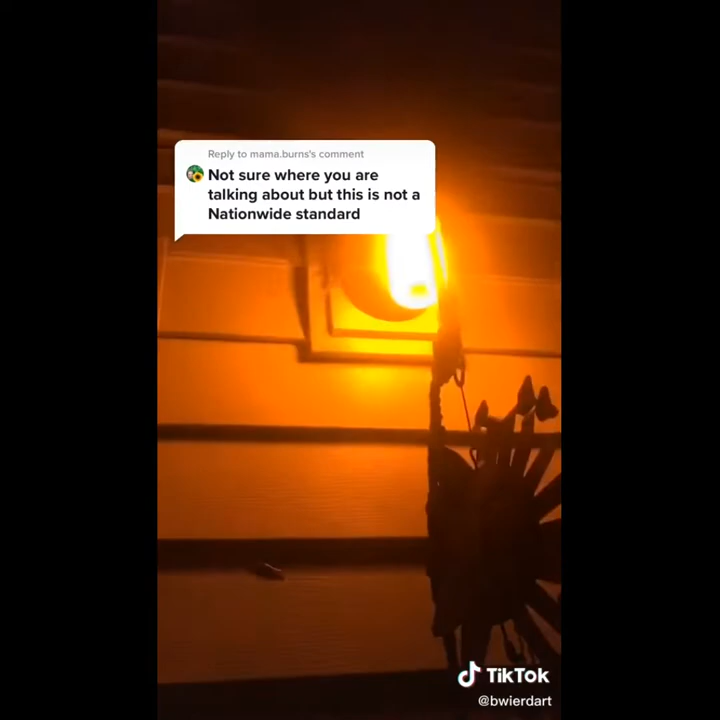 Reply to mama.burns's comment
Not sure where you are
talking about but this is not a
Nationwide standard
TikTok
@bwierdart